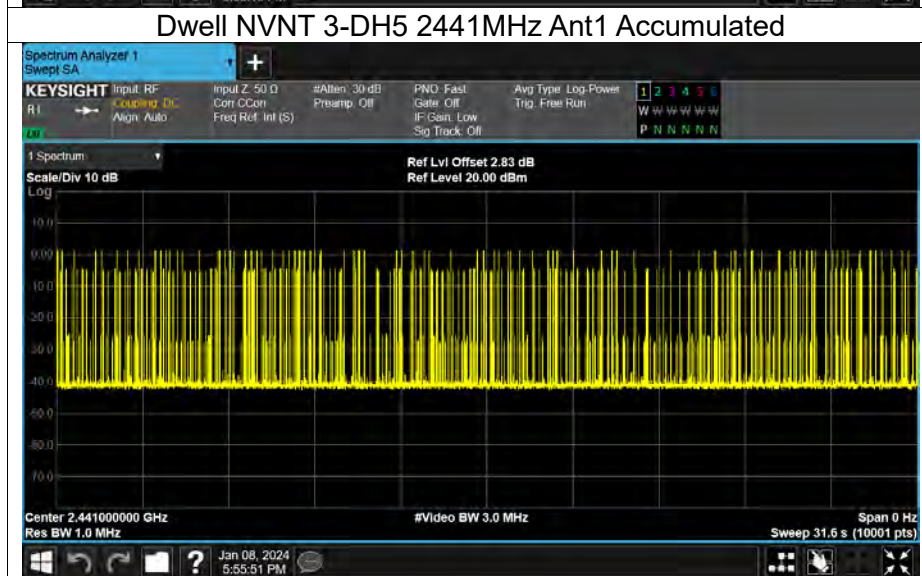 Dwell NVNT 3-DH5 2441MHz Ant1 Accumulated
Spectrum Analyzer 1
Swept SA
+
KEYSIGHT Input: RF Input Z: 50 Ω #Atten: 30 dB PNO: Fast Avg Type: Log-Power 1 2 3 4 5 6
Coupling: DC Corr CCorr Preamp: Off Gate: Off Trig: Free Run W W W W W W
Align: Auto Freq Ref: Int (S) IF Gain: Low P N N N N N
Sig Track: Off
1 Spectrum
Ref Lvl Offset 2.83 dB
Scale/Div 10 dB Ref Level 20.00 dBm
Log
10.0
0.00
-10.0
-20.0
-30.0
-40.0
-50.0
-60.0
-70.0
Center 2.441000000 GHz #Video BW 3.0 MHz Span 0 Hz
Res BW 1.0 MHz Sweep 31.6 s (10001 pts)
? Jan 08, 2024
5:55:51 PM